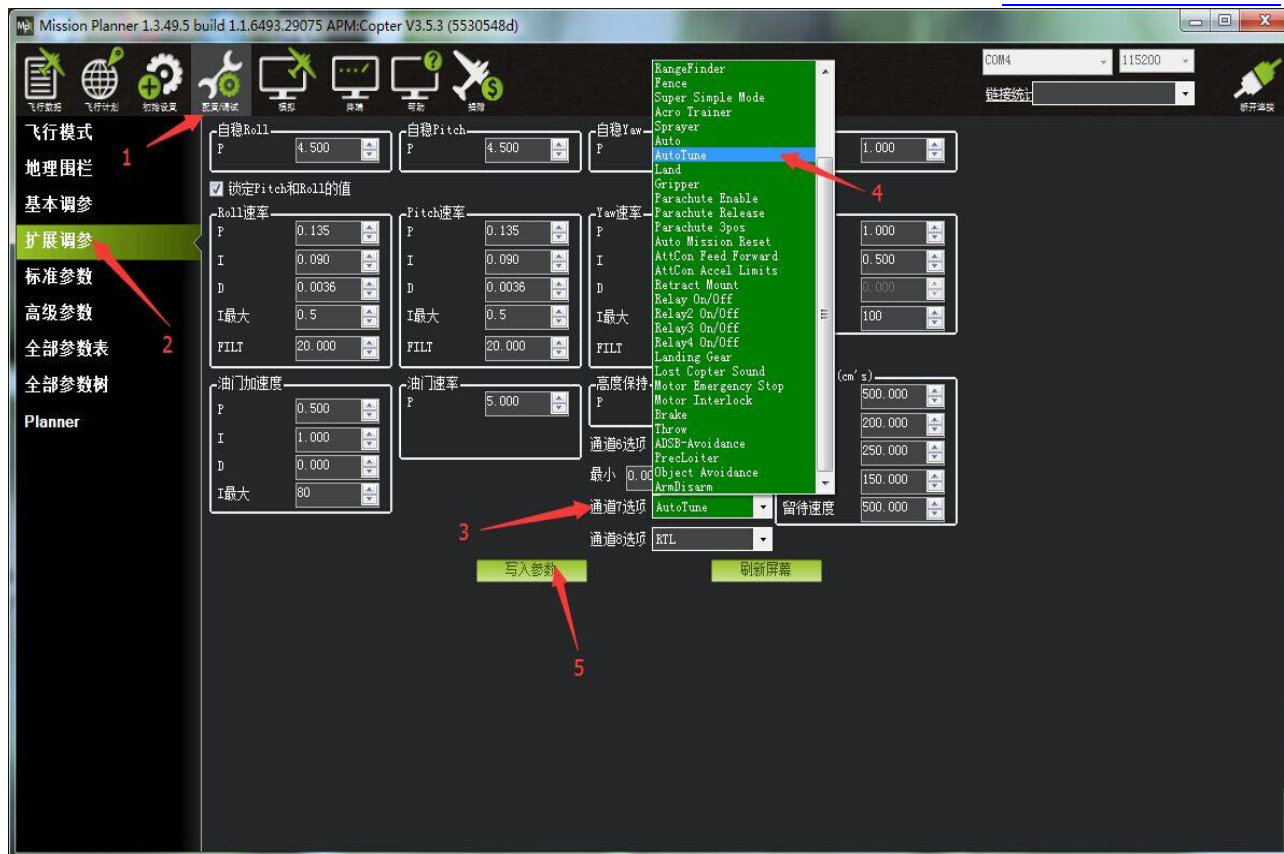 Mission Planner 1.3.49.5 build 1.1.6493.29075 APM:Copter V3.5.3 (5530548d)
飞行数据 飞行计划 初始设置 配置/调试 模拟 终端 帮助 捐赠
COM4 115200
链接统计
断开连接
飞行模式
地理围栏
基本调参
扩展调参
标准参数
高级参数
全部参数表
全部参数树
Planner
1
2
自稳Roll
P 4.500
自稳Pitch
P 4.500
自稳Yaw
P
1.000
锁定Pitch和Roll的值
Roll速率
P 0.135
I 0.090
D 0.0036
I最大 0.5
FILT 20.000
Pitch速率
P 0.135
I 0.090
D 0.0036
I最大 0.5
FILT 20.000
Yaw速率
P
I
D
I最大
FILT
1.000
0.500
0.000
100
油门加速度
P 0.500
I 1.000
D 0.000
I最大 80
油门速率
P 5.000
高度保持
P
(cm's)
500.000
200.000
250.000
150.000
留待速度 500.000
通道6选项
最小 0.00
通道7选项 AutoTune
通道8选项 RTL
RangeFinder
Fence
Super Simple Mode
Acro Trainer
Sprayer
Auto
AutoTune
Land
Gripper
Parachute Enable
Parachute Release
Parachute 3pos
Auto Mission Reset
AttCon Feed Forward
AttCon Accel Limits
Retract Mount
Relay On/Off
Relay2 On/Off
Relay3 On/Off
Relay4 On/Off
Landing Gear
Lost Copter Sound
Motor Emergency Stop
Motor Interlock
Brake
Throw
ADSB-Avoidance
PrecLoiter
Object Avoidance
ArmDisarm
3
4
写入参数 刷新屏幕
5